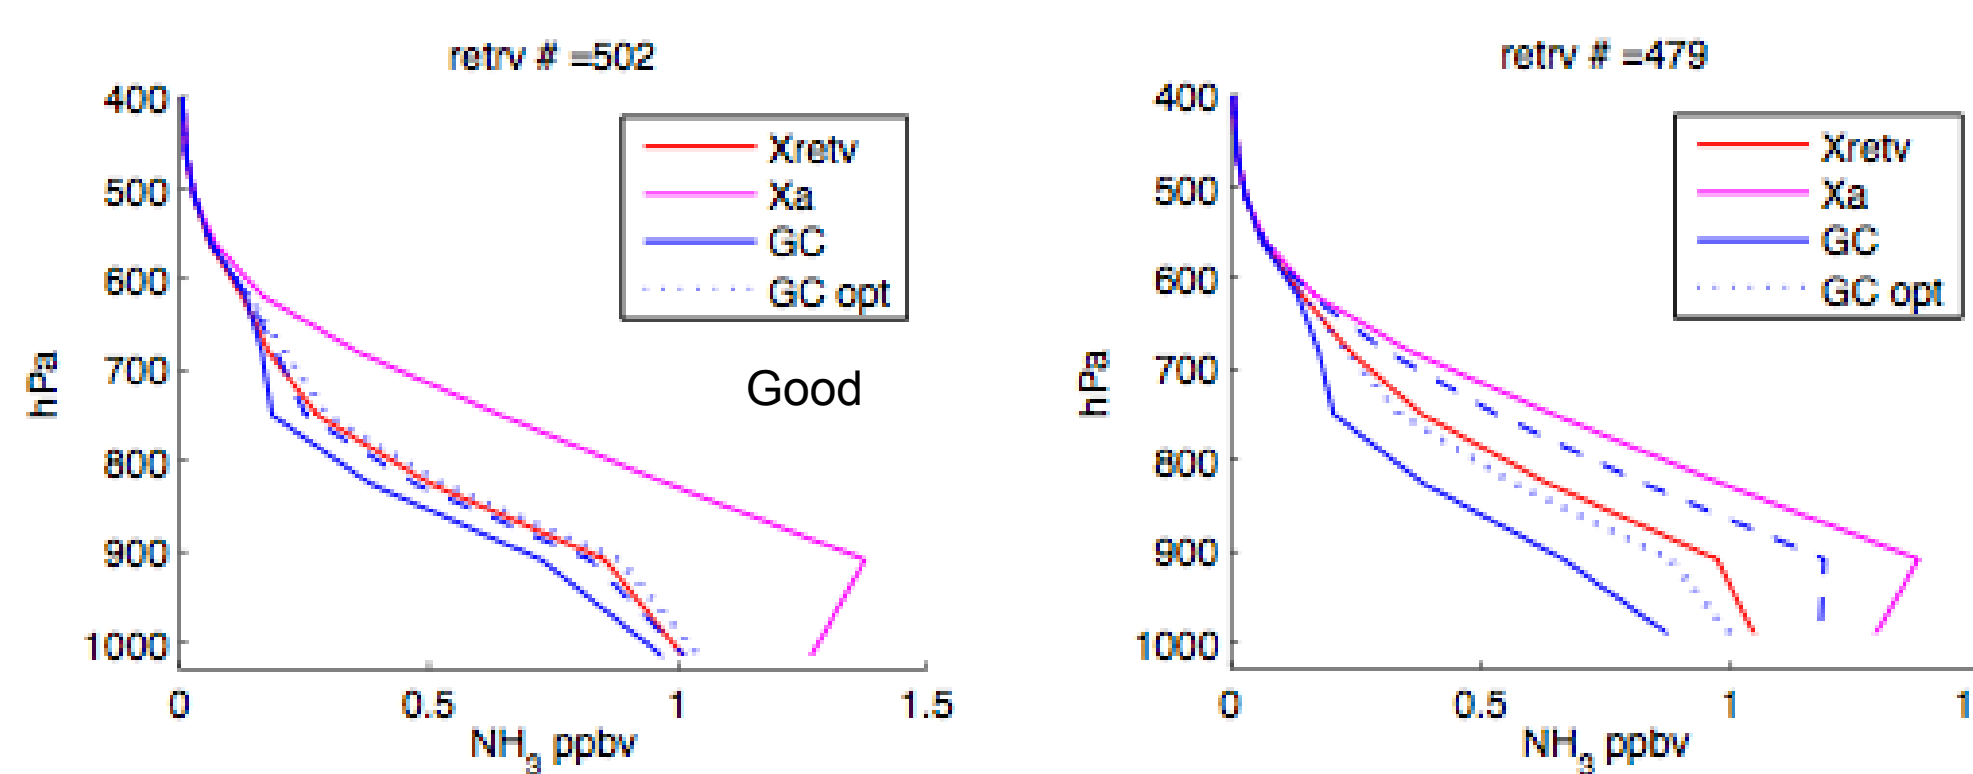 retrv # =502
400
500
600
700
800
900
1000
hPa
Xretv
Xa
GC
GC opt
Good
0 0.5 1 1.5
NH3 ppbv
retrv # =479
400
500
600
700
800
900
1000
hPa
Xretv
Xa
GC
GC opt
0 0.5 1 1
NH3 ppbv